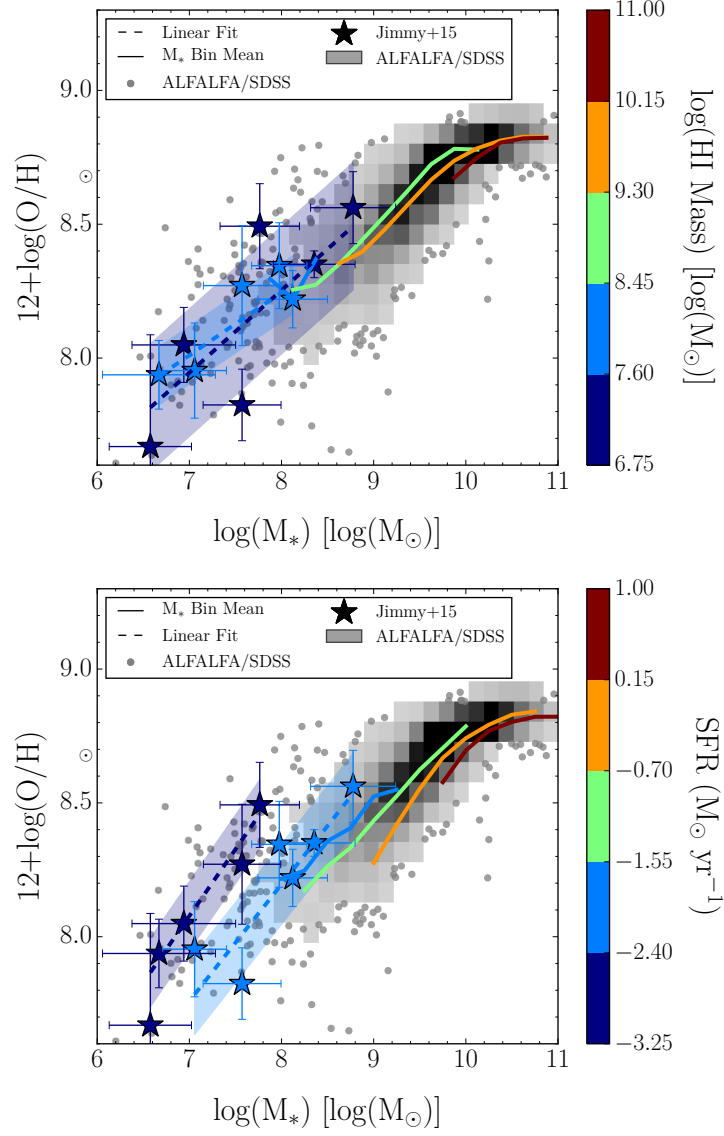 Linear Fit
M* Bin Mean
ALFALFA/SDSS
Jimmy+15
ALFALFA/SDSS
9.0
8.5
8.0
12+log(O/H)
⊙
6 7 8 9 10 11
log(M*) [log(M⊙)]
11.00
10.15
9.30
8.45
7.60
6.75
log(HI Mass) [log(M⊙)]
M* Bin Mean
Linear Fit
ALFALFA/SDSS
Jimmy+15
ALFALFA/SDSS
9.0
8.5
8.0
12+log(O/H)
⊙
6 7 8 9 10 11
log(M*) [log(M⊙)]
1.00
0.15
−0.70
−1.55
−2.40
−3.25
SFR (M⊙ yr⁻¹)